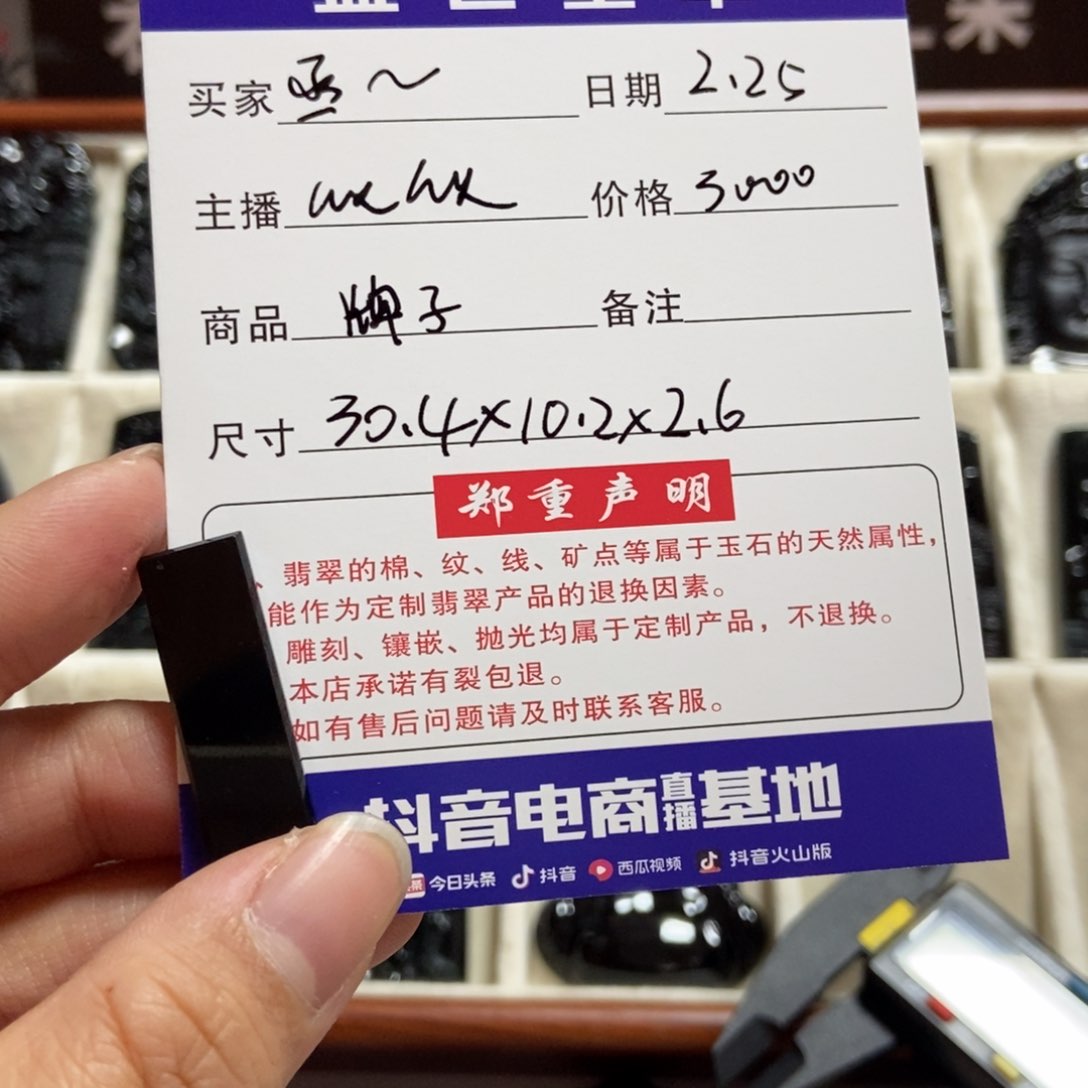 买家 丞～ 日期 2.25
主播 价格 3000
商品 牌子 备注
尺寸 30.4×10.2×2.6
郑重声明
、翡翠的棉、纹、线、矿点等属于玉石的天然属性,
能作为定制翡翠产品的退换因素。
雕刻、镶嵌、抛光均属于定制产品，不退换。
本店承诺有裂包退。
如有售后问题请及时联系客服。
抖音电商直播基地
今日头条 抖音 西瓜视频 抖音火山版